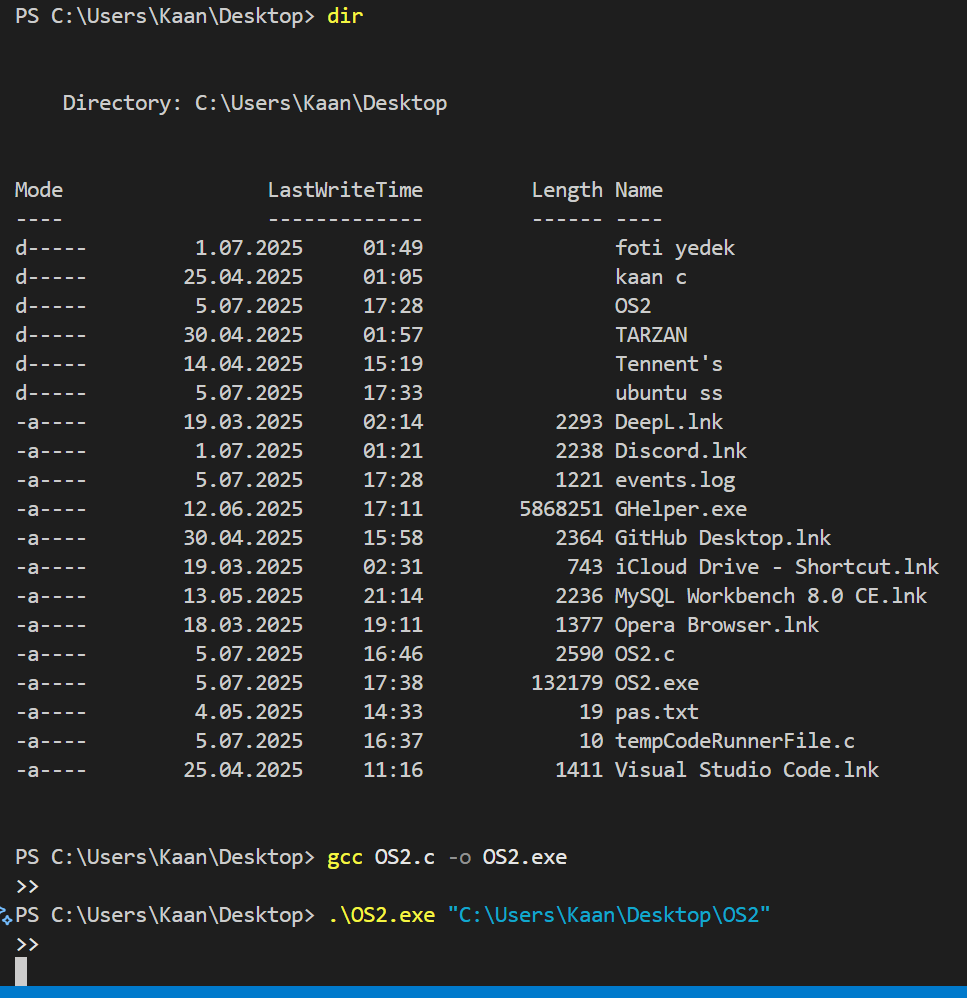 PS C:\Users\Kaan\Desktop> dir
Directory: C:\Users\Kaan\Desktop
Mode LastWriteTime Length Name
---- ------------- ------ ----
d----- 1.07.2025 01:49 foti yedek
d----- 25.04.2025 01:05 kaan c
d----- 5.07.2025 17:28 OS2
d----- 30.04.2025 01:57 TARZAN
d----- 14.04.2025 15:19 Tennent's
d----- 5.07.2025 17:33 ubuntu ss
-a---- 19.03.2025 02:14 2293 DeepL.lnk
-a---- 1.07.2025 01:21 2238 Discord.lnk
-a---- 5.07.2025 17:28 1221 events.log
-a---- 12.06.2025 17:11 5868251 GHelper.exe
-a---- 30.04.2025 15:58 2364 GitHub Desktop.lnk
-a---- 19.03.2025 02:31 743 iCloud Drive - Shortcut.lnk
-a---- 13.05.2025 21:14 2236 MySQL Workbench 8.0 CE.lnk
-a---- 18.03.2025 19:11 1377 Opera Browser.lnk
-a---- 5.07.2025 16:46 2590 OS2.c
-a---- 5.07.2025 17:38 132179 OS2.exe
-a---- 4.05.2025 14:33 19 pas.txt
-a---- 5.07.2025 16:37 10 tempCodeRunnerFile.c
-a---- 25.04.2025 11:16 1411 Visual Studio Code.lnk
PS C:\Users\Kaan\Desktop> gcc OS2.c -o OS2.exe
>>
PS C:\Users\Kaan\Desktop> .\OS2.exe "C:\Users\Kaan\Desktop\OS2"
>>